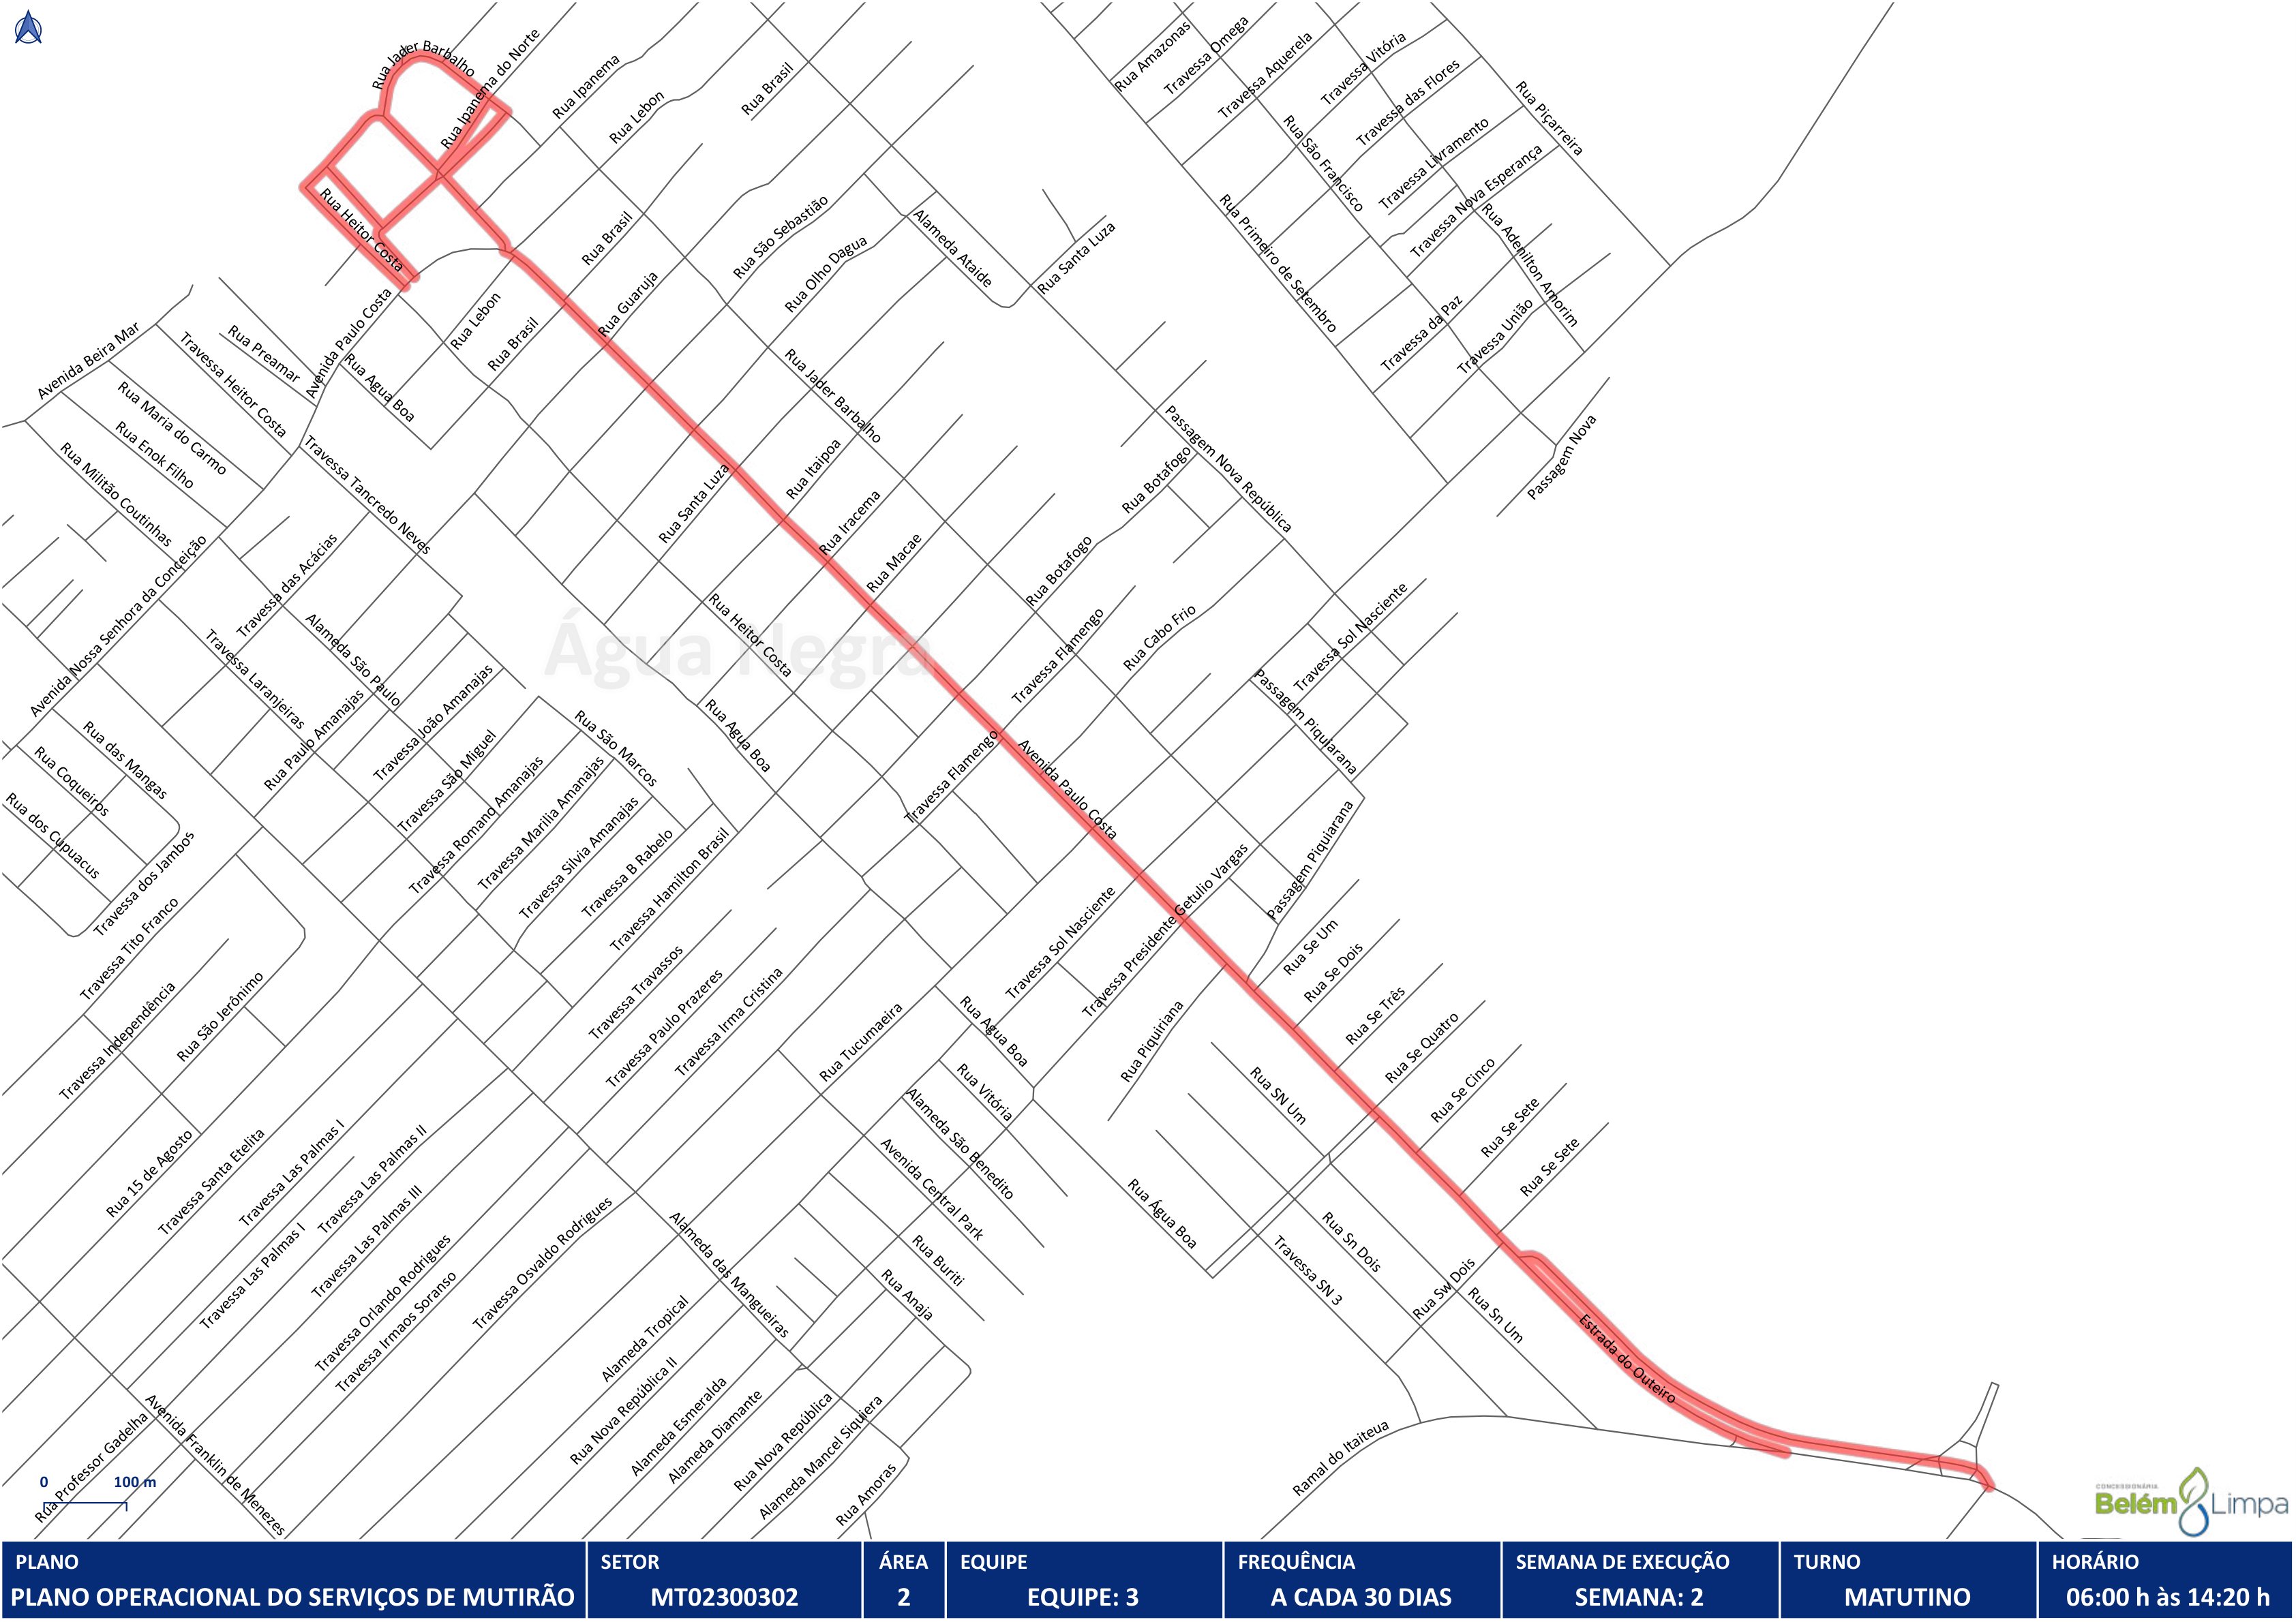 Rua Jader Barbalho
Rua Ipanema do Norte
Rua Ipanema
Rua Lebon
Rua Brasil
Rua Amazonas
Travessa Omega
Travessa Aquerela
Travessa Vitória
Travessa das Flores
Rua Piçarreira
Travessa Livramento
Rua São Francisco
Travessa Nova Esperança
Rua Adenilton Amorim
Rua Primeiro de Setembro
Travessa da Paz
Travessa União
Passagem Nova
Rua Heitor Costa
Rua Brasil
Rua São Sebastião
Rua Olho Dagua
Alameda Ataide
Rua Santa Luza
Rua Guaruja
Avenida Paulo Costa
Rua Lebon
Rua Brasil
Avenida Beira Mar
Travessa Heitor Costa
Rua Preamar
Rua Agua Boa
Rua Maria do Carmo
Rua Enok Filho
Rua Militão Coutinhas
Travessa Tancredo Neves
Rua Jader Barbalho
Passagem Nova República
Rua Santa Luza
Rua Itaipoa
Rua Iracema
Rua Macae
Rua Botafogo
Rua Botafogo
Avenida Nossa Senhora da Conceição
Travessa das Acácias
Alameda São Paulo
Travessa Laranjeiras
Rua Paulo Amanajas
Travessa João Amanajas
Água Negra
Rua Heitor Costa
Travessa Flamengo
Rua Cabo Frio
Travessa Sol Nasciente
Passagem Piquiarana
Rua das Mangas
Rua Coqueiros
Rua dos Cupuacus
Travessa dos Jambos
Travessa Tito Franco
Travessa São Miguel
Travessa Romano Amanajas
Travessa Marilia Amanajas
Travessa Silvia Amanajas
Travessa B Rabelo
Travessa Hamilton Brasil
Rua São Marcos
Rua Agua Boa
Travessa Flamengo
Avenida Paulo Costa
Passagem Piquiarana
Travessa Presidente Getulio Vargas
Travessa Sol Nasciente
Rua Se Um
Rua Se Dois
Rua Se Três
Rua Se Quatro
Rua Se Cinco
Rua Se Sete
Rua Se Sete
Travessa Independência
Rua São Jerônimo
Travessa Travassos
Travessa Paulo Prazeres
Travessa Irma Cristina
Rua Tucumaeira
Rua Agua Boa
Rua Piquiriana
Rua Vitória
Alameda São Benedito
Avenida Central Park
Rua SN Um
Rua Água Boa
Rua Sn Dois
Travessa SN 3
Rua Sw Dois
Rua Sn Um
Estrada do Outeiro
Rua 15 de Agosto
Travessa Santa Etelita
Travessa Las Palmas I
Travessa Las Palmas I
Travessa Las Palmas II
Travessa Las Palmas III
Travessa Orlando Rodrigues
Travessa Irmaos Soranso
Travessa Osvaldo Rodrigues
Alameda das Mangueiras
Rua Buriti
Rua Anaja
Alameda Tropical
Rua Nova República II
Alameda Esmeralda
Alameda Diamante
Rua Nova República
Alameda Mancel Siquiera
Rua Amoras
Ramal do Itaiteua
Rua Professor Gadelha
Avenida Franklin de Menezes
0 100 m
CONCESSIONÁRIA
Belém Limpa
PLANO
PLANO OPERACIONAL DO SERVIÇOS DE MUTIRÃO
SETOR
MT02300302
ÁREA
2
EQUIPE
EQUIPE: 3
FREQUÊNCIA
A CADA 30 DIAS
SEMANA DE EXECUÇÃO
SEMANA: 2
TURNO
MATUTINO
HORÁRIO
06:00 h às 14:20 h